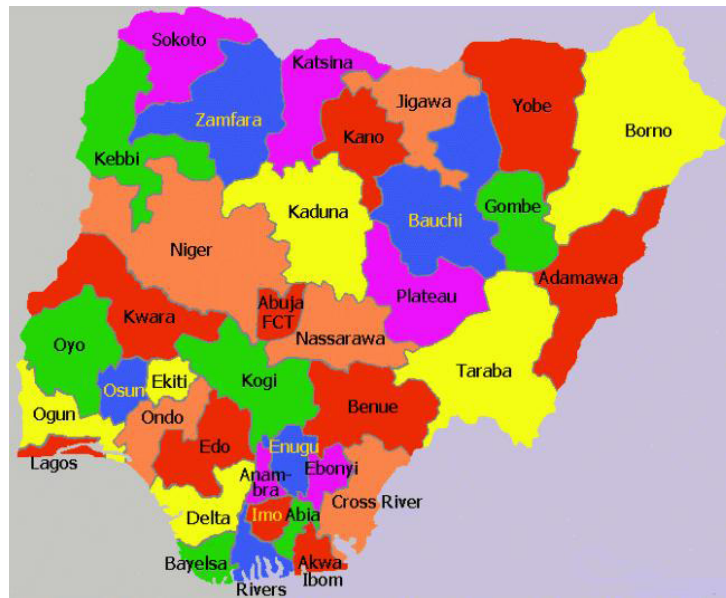 Sokoto
Katsina
Jigawa
Yobe
Borno
Zamfara
Kano
Kebbi
Kaduna
Gombe
Bauchi
Niger
Adamawa
Abuja
FCT
Plateau
Kwara
Nassarawa
Oyo
Taraba
Ekiti
Kogi
Osun
Benue
Ogun
Ondo
Edo
Enugu
Lagos
Anam-
bra
Ebonyi
Cross River
Delta
Imo
Abia
Bayelsa
Akwa
Ibom
Rivers